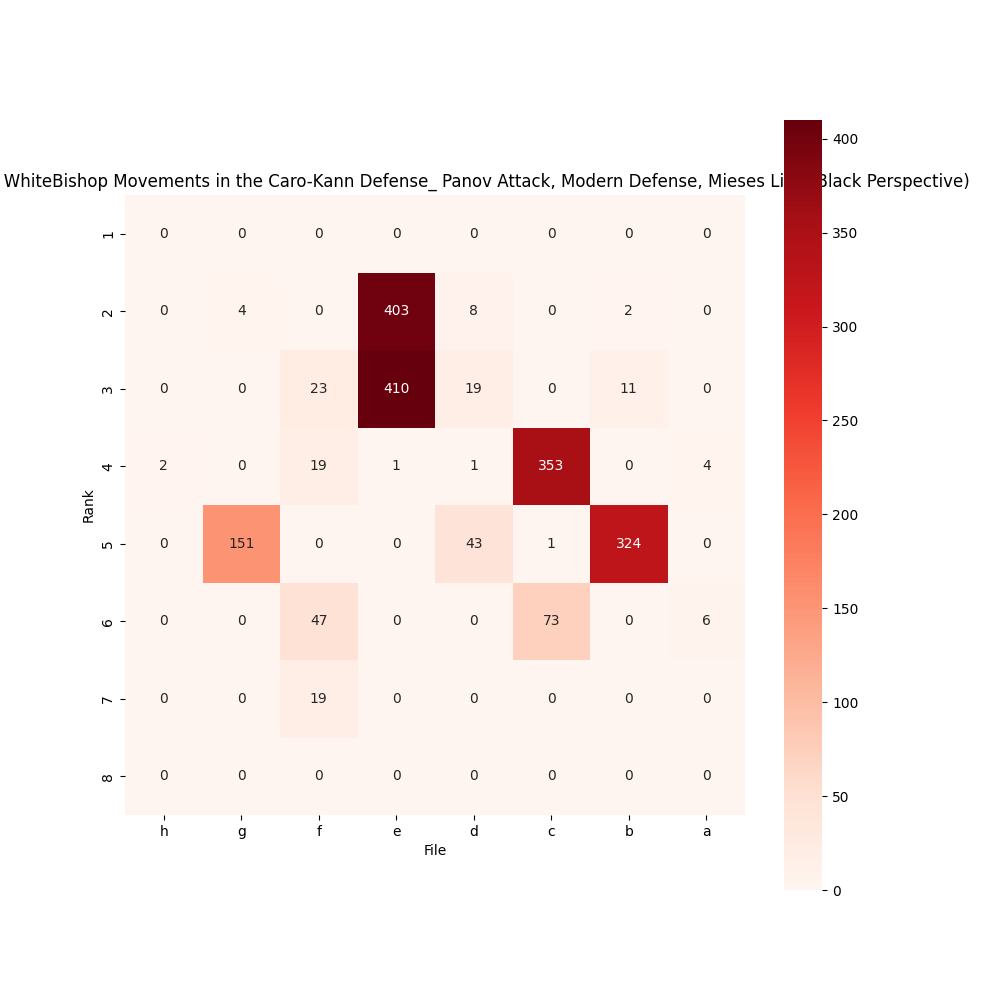 WhiteBishop Movements in the Caro-Kann Defense_ Panov Attack, Modern Defense, Mieses Black Perspective)
1 0 0 0 0 0 0 0 0
2 0 4 0 403 8 0 2 0
3 0 0 23 410 19 0 11 0
4 2 0 19 1 1 353 0 4
5 0 151 0 0 43 1 324 0
6 0 0 47 0 0 73 0 6
7 0 0 19 0 0 0 0 0
8 0 0 0 0 0 0 0 0
h g f e d c b a
File
Rank
400
350
300
250
200
150
100
50
0